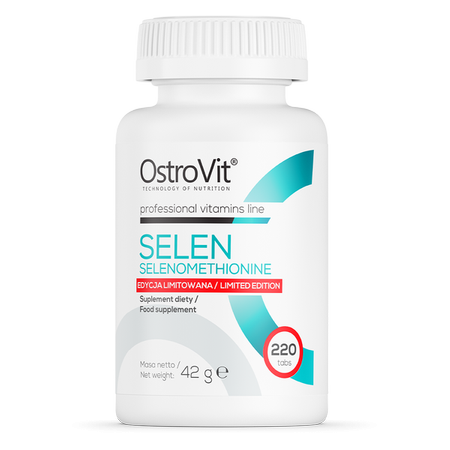 OstroVit®
TECHNOLOGY OF NUTRITION
professional vitamins line
SELEN
SELENOMETHIONINE
EDYCJA LIMITOWANA / LIMITED EDITION
Suplement diety /
Food supplement
220
tabs
Masa netto /
Net weight: 42 g ℮